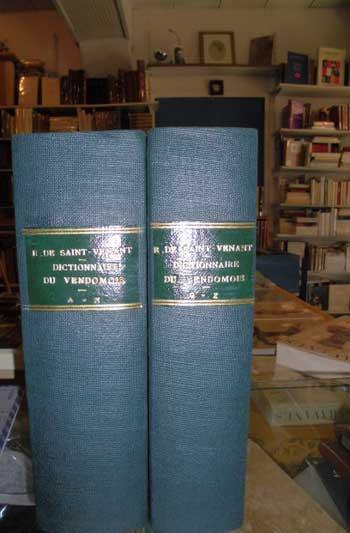 R. DE SAINT-VENANT
DICTIONNAIRE
DU VENDOMOIS
A - N
R. DE SAINT-VENANT
DICTIONNAIRE
DU VENDOMOIS
O - Z